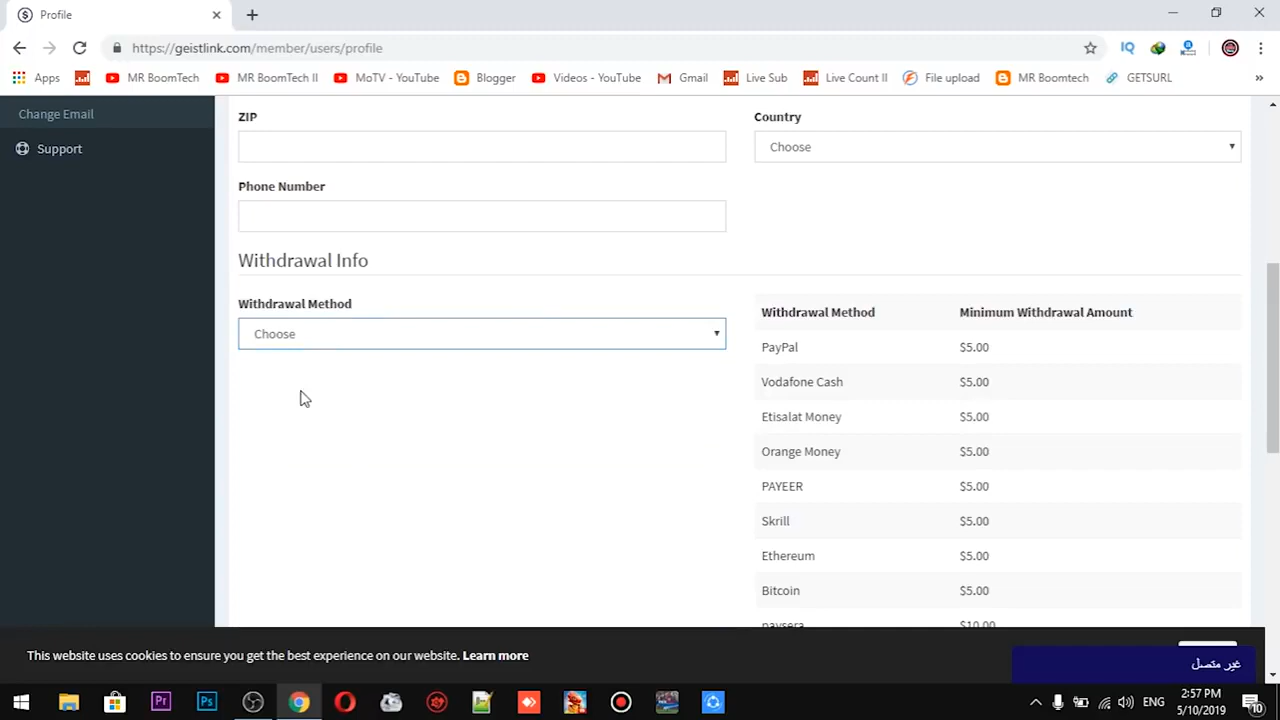 Profile
https://geistlink.com/member/users/profile
Apps
MR BoomTech
MR BoomTech II
MoTV - YouTube
Blogger
Videos - YouTube
Gmail
Live Sub
Live Count II
File upload
MR Boomtech
GETSURL
Change Email
Support
ZIP
Country
Choose
Phone Number
Withdrawal Info
Withdrawal Method
Choose
Withdrawal Method Minimum Withdrawal Amount
PayPal $5.00
Vodafone Cash $5.00
Etisalat Money $5.00
Orange Money $5.00
PAYEER $5.00
Skrill $5.00
Ethereum $5.00
Bitcoin $5.00
paysera $10.00
This website uses cookies to ensure you get the best experience on our website. Learn more
غير متصل
ENG
2:57 PM
5/10/2019
10